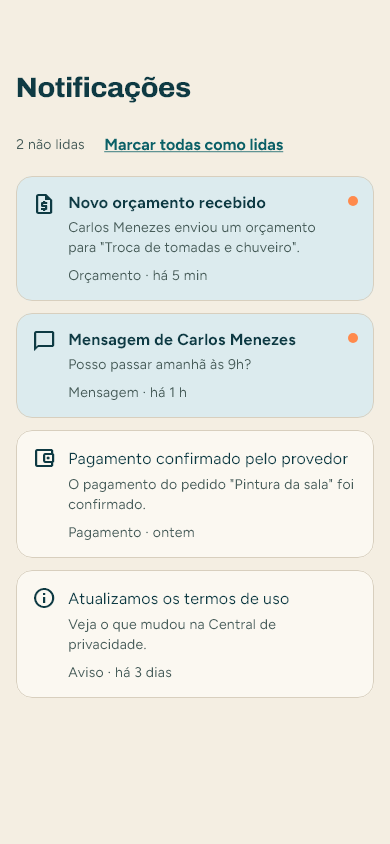 Notificações
2 não lidas Marcar todas como lidas
Novo orçamento recebido
Carlos Menezes enviou um orçamento
para "Troca de tomadas e chuveiro".
Orçamento · há 5 min
Mensagem de Carlos Menezes
Posso passar amanhã às 9h?
Mensagem · há 1 h
Pagamento confirmado pelo provedor
O pagamento do pedido "Pintura da sala" foi
confirmado.
Pagamento · ontem
Atualizamos os termos de uso
Veja o que mudou na Central de
privacidade.
Aviso · há 3 dias